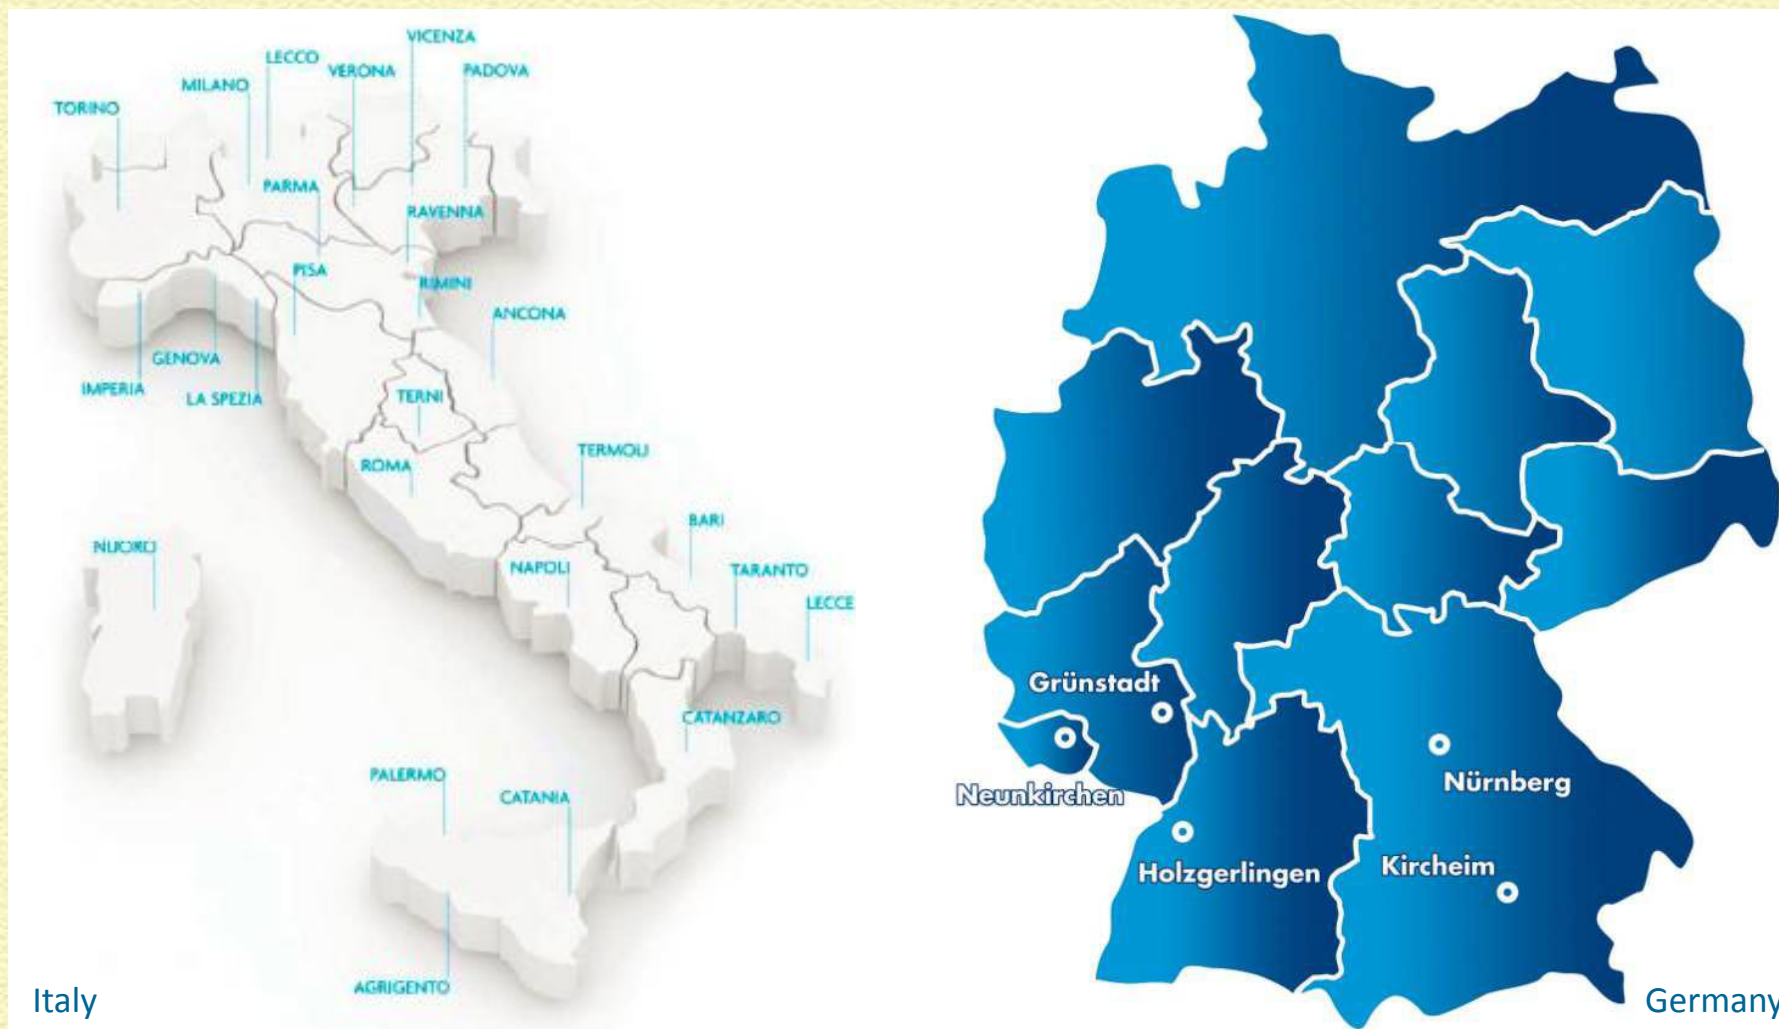 VICENZA
LECCO
VERONA
PADOVA
MILANO
TORINO
PARMA
RAVENNA
PISA
RIMINI
ANCONA
GENOVA
IMPERIA
LA SPEZIA
TERNI
TERMOLI
ROMA
BARI
NUORO
NAPOLI
TARANTO
LECCE
CATANZARO
PALERMO
CATANIA
AGRIGENTO
Italy
Grünstadt
Neunkirchen
Nürnberg
Holzgerlingen
Kircheim
Germany